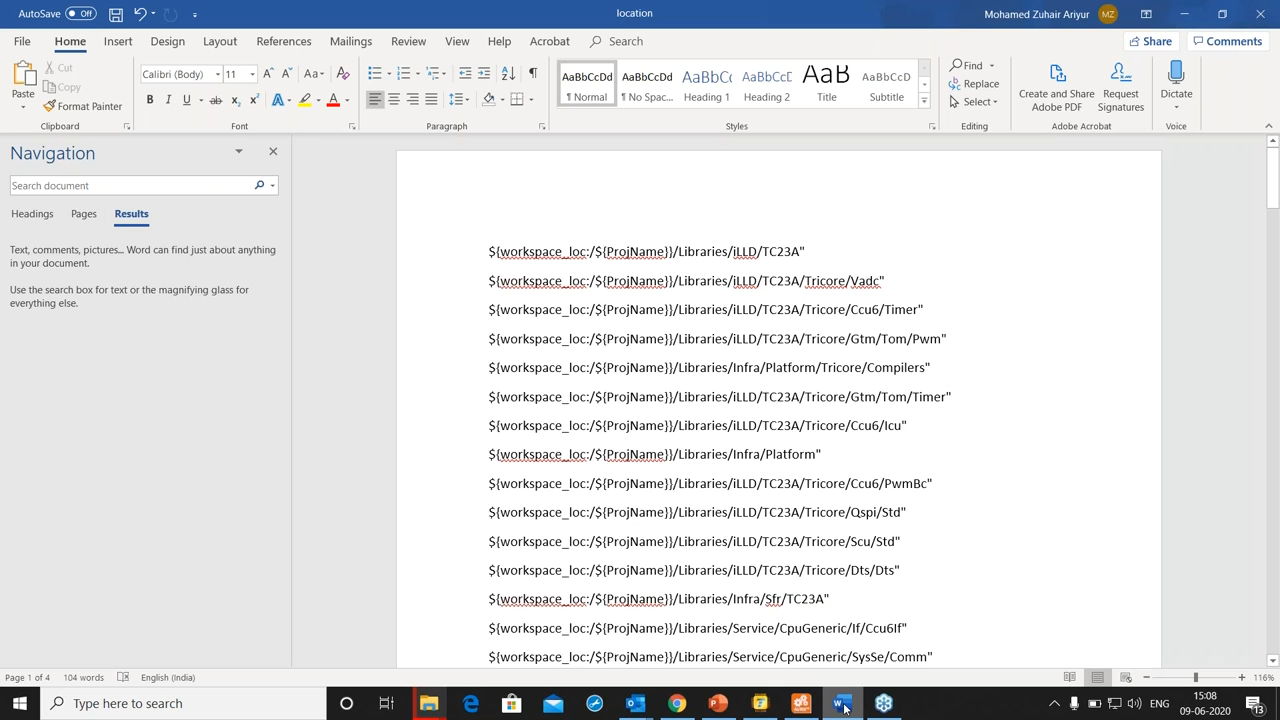 AutoSave Off
location
Mohamed Zuhair Ariyur MZ
File Home Insert Draw Design Layout References Mailings Review View Help Acrobat Search
Share Comments
Paste
Cut
Copy
Format Painter
Clipboard
Calibri (Body) 11
Font
Paragraph
AaBbCcDd AaBbCcDd AaBbCc AaBbCcD AaB AaBbCcD
¶ Normal ¶ No Spac... Heading 1 Heading 2 Title Subtitle
Styles
Find
Replace
Select
Editing
Create and Share
Adobe PDF
Request
Signatures
Adobe Acrobat
Dictate
Voice
Navigation
Search document
Headings Pages Results
Text, comments, pictures... Word can find just about anything
in your document.
Use the search box for text or the magnifying glass for
everything else.
${workspace_loc:/${ProjName}}/Libraries/iLLD/TC23A"
${workspace_loc:/${ProjName}}/Libraries/iLLD/TC23A/Tricore/Vadc"
${workspace_loc:/${ProjName}}/Libraries/iLLD/TC23A/Tricore/Ccu6/Timer"
${workspace_loc:/${ProjName}}/Libraries/iLLD/TC23A/Tricore/Gtm/Tom/Pwm"
${workspace_loc:/${ProjName}}/Libraries/Infra/Platform/Tricore/Compilers"
${workspace_loc:/${ProjName}}/Libraries/iLLD/TC23A/Tricore/Gtm/Tom/Timer"
${workspace_loc:/${ProjName}}/Libraries/iLLD/TC23A/Tricore/Ccu6/Icu"
${workspace_loc:/${ProjName}}/Libraries/Infra/Platform"
${workspace_loc:/${ProjName}}/Libraries/iLLD/TC23A/Tricore/Ccu6/PwmBc"
${workspace_loc:/${ProjName}}/Libraries/iLLD/TC23A/Tricore/Qspi/Std"
${workspace_loc:/${ProjName}}/Libraries/iLLD/TC23A/Tricore/Scu/Std"
${workspace_loc:/${ProjName}}/Libraries/iLLD/TC23A/Tricore/Dts/Dts"
${workspace_loc:/${ProjName}}/Libraries/Infra/Sfr/TC23A"
${workspace_loc:/${ProjName}}/Libraries/Service/CpuGeneric/If/Ccu6If"
${workspace_loc:/${ProjName}}/Libraries/Service/CpuGeneric/SysSe/Comm"
Page 1 of 4 104 words English (India)
116%
Type here to search
ENG
15:08
09-06-2020
13